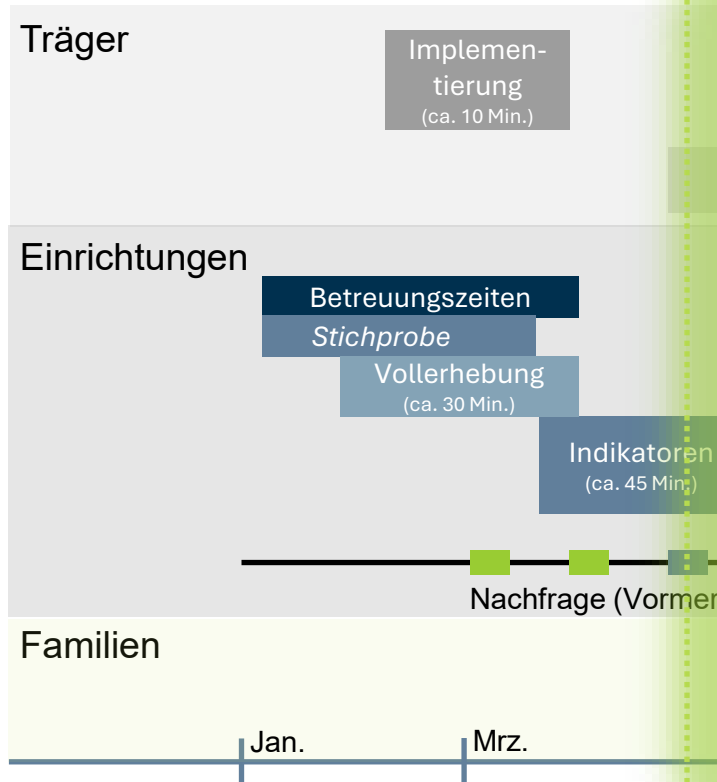 Träger
Implemen-
tierung
(ca. 10 Min.)
Einrichtungen
Betreuungszeiten
Stichprobe
Vollerhebung
(ca. 30 Min.)
Indikatoren
(ca. 45 Min.)
Nachfrage (Vormer
Familien
Jan.
Mrz.